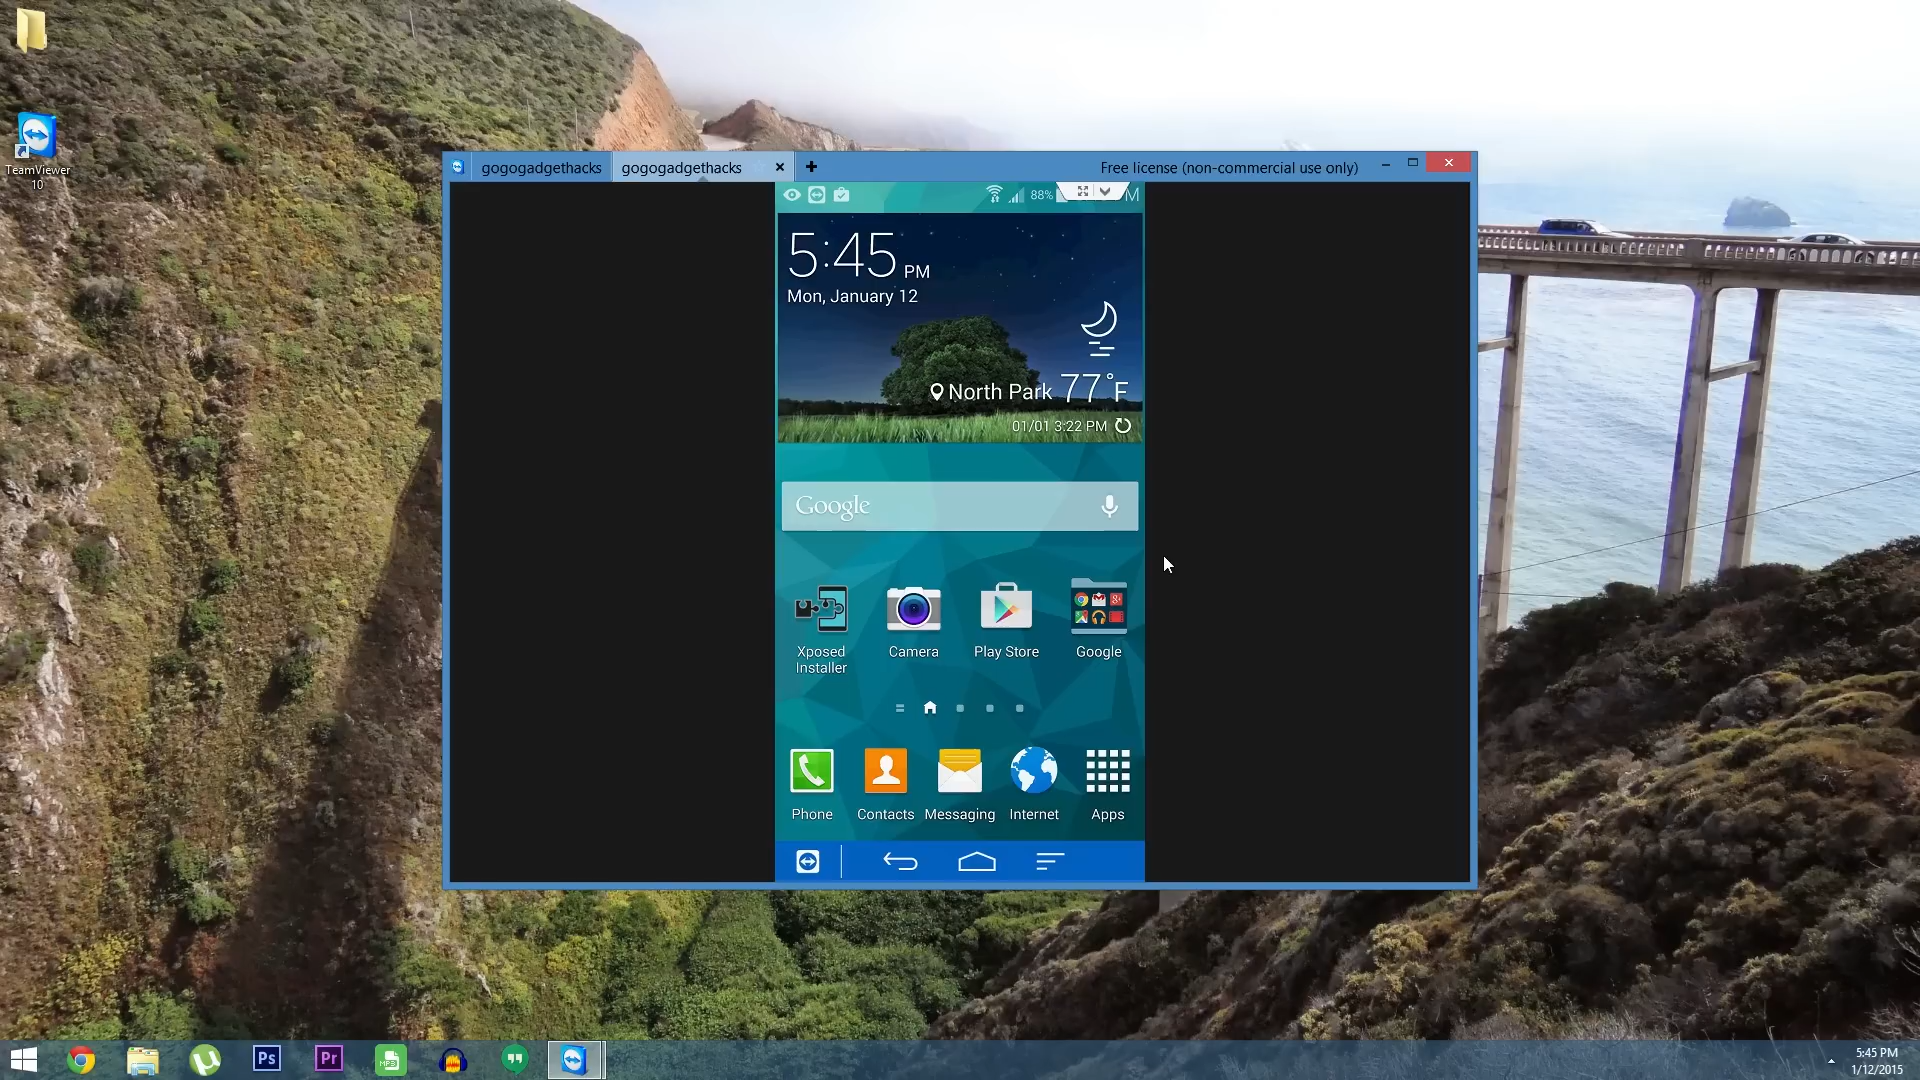 TeamViewer
10
gogogadgethacks
gogogadgethacks
Free license (non-commercial use only)
88%
M
5:45 PM
Mon, January 12
North Park 77°F
01/01 3:22 PM
Google
Xposed
Installer
Camera
Play Store
Google
Phone
Contacts
Messaging
Internet
Apps
Ps
Pr
MP3
5:45 PM
1/12/2015